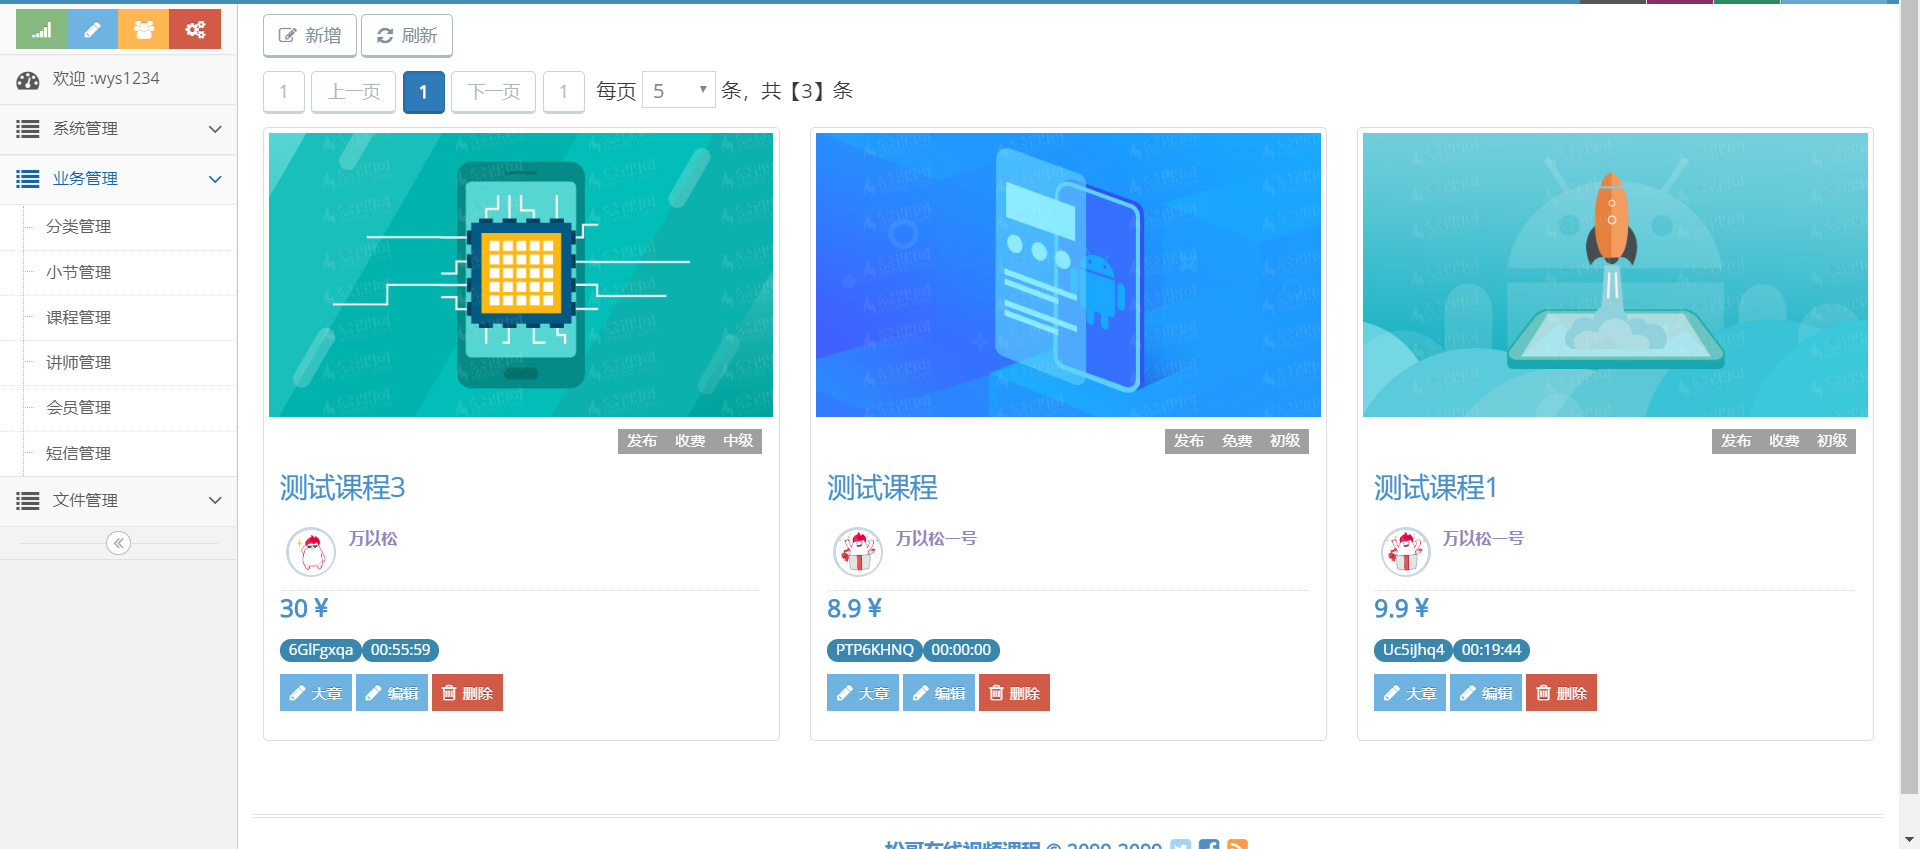 新增 刷新
1 上一页 1 下一页 1 每页 5 条，共【3】条
欢迎 :wys1234
系统管理
业务管理
分类管理
小节管理
课程管理
讲师管理
会员管理
短信管理
文件管理
发布 收费 中级
测试课程3
万以松
30 ¥
6GlFgxqa 00:55:59
大章 编辑 删除
发布 免费 初级
测试课程
万以松一号
8.9 ¥
PTP6KHNQ 00:00:00
大章 编辑 删除
发布 收费 初级
测试课程1
万以松一号
9.9 ¥
Uc5iJhq4 00:19:44
大章 编辑 删除